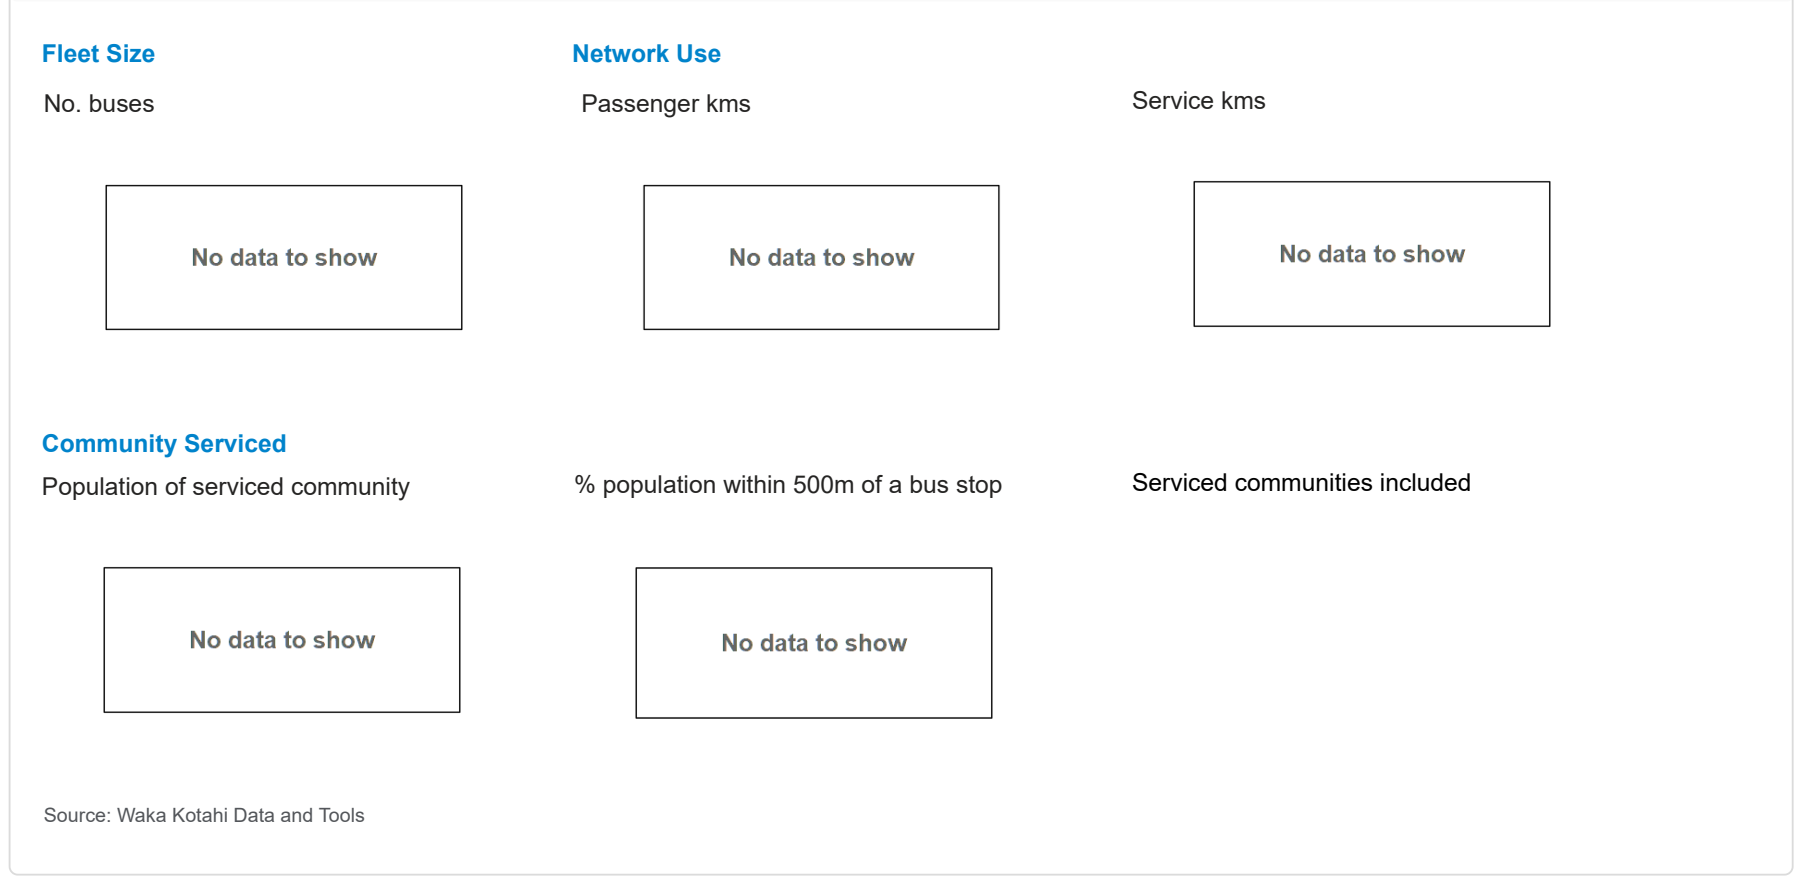 Fleet Size
Network Use
No. buses
Passenger kms
Service kms
No data to show
No data to show
No data to show
Community Serviced
Population of serviced community
% population within 500m of a bus stop
Serviced communities included
No data to show
No data to show
Source: Waka Kotahi Data and Tools